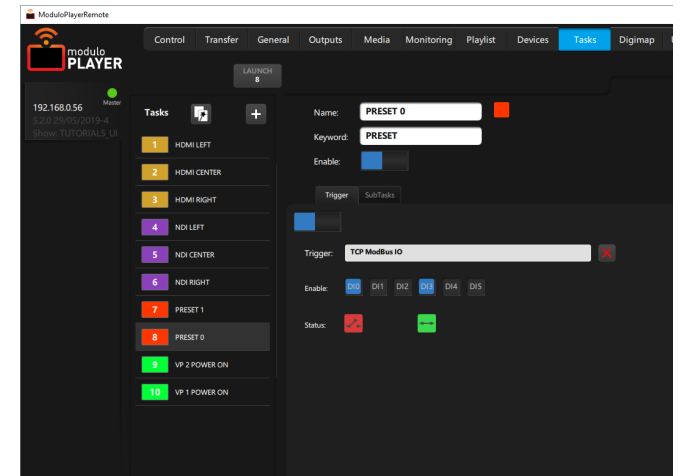 ModuloPlayerRemote
modulo
PLAYER
Control Transfer General Outputs Media Monitoring Playlist Devices Tasks Digimap
LAUNCH
8
192.168.0.56 Master
5.2.0 29/05/2019-4
Show: TUTORIALS_UI
Tasks
1 HDMI LEFT
2 HDMI CENTER
3 HDMI RIGHT
4 NDI LEFT
5 NDI CENTER
6 NDI RIGHT
7 PRESET 1
8 PRESET 0
9 VP 2 POWER ON
10 VP 1 POWER ON
Name: PRESET 0
Keyword: PRESET
Enable:
Trigger SubTasks
Trigger: TCP ModBus IO
Enable: DI0 DI1 DI2 DI3 DI4 DI5
Status: